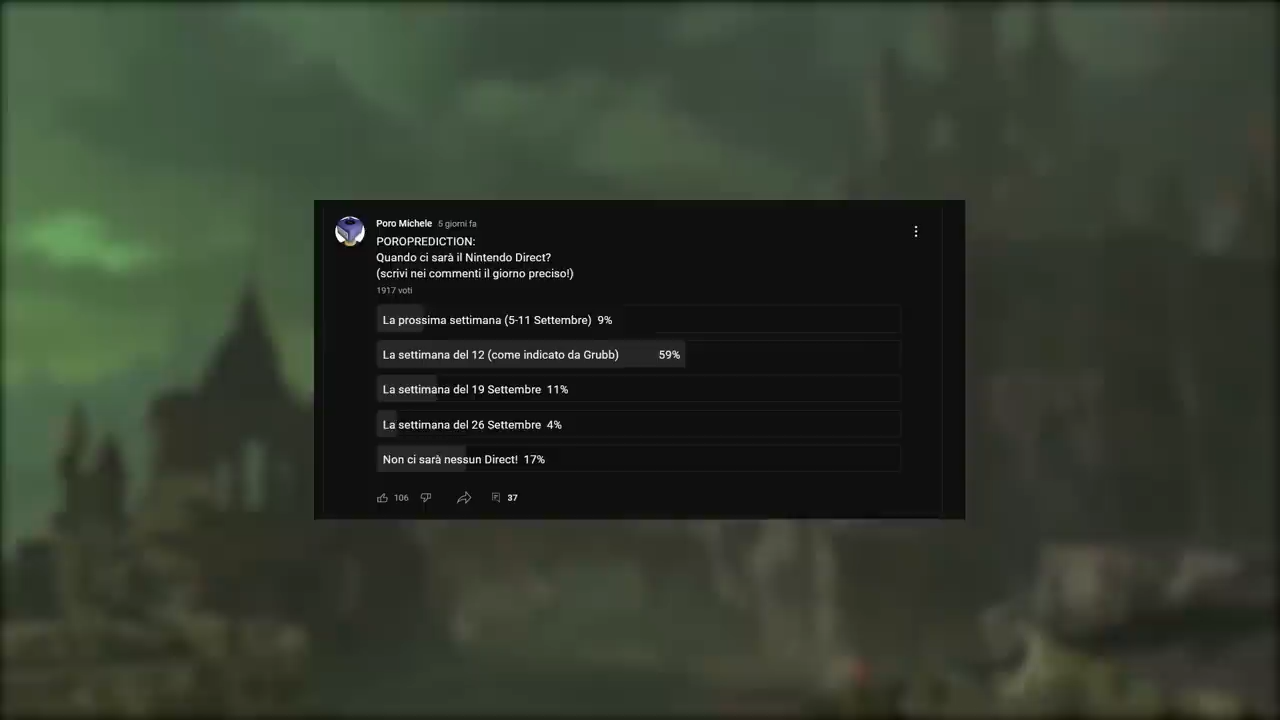 Poro Michele 5 giorni fa
POROPREDICTION:
Quando ci sarà il Nintendo Direct?
(scrivi nei commenti il giorno preciso!)
1917 voti
La prossima settimana (5-11 Settembre) 9%
La settimana del 12 (come indicato da Grubb) 59%
La settimana del 19 Settembre 11%
La settimana del 26 Settembre 4%
Non ci sarà nessun Direct! 17%
106 37